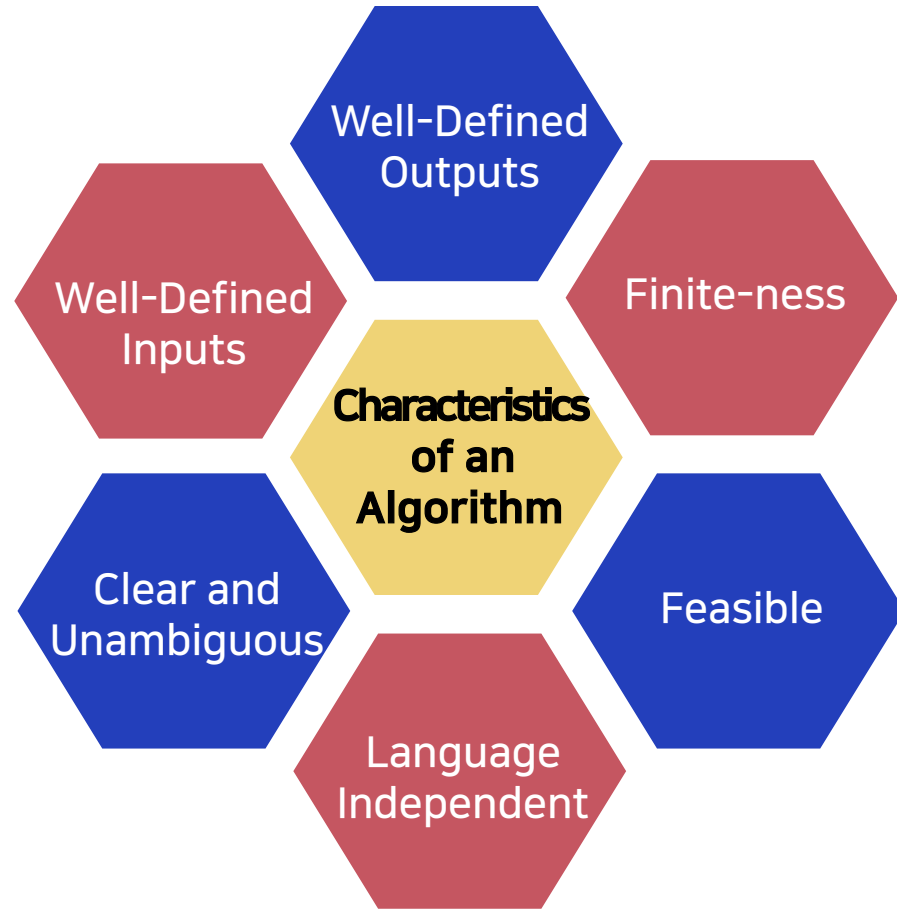 Well-Defined
Outputs
Well-Defined
Inputs
Finite-ness
Characteristics
of an
Algorithm
Clear and
Unambiguous
Feasible
Language
Independent